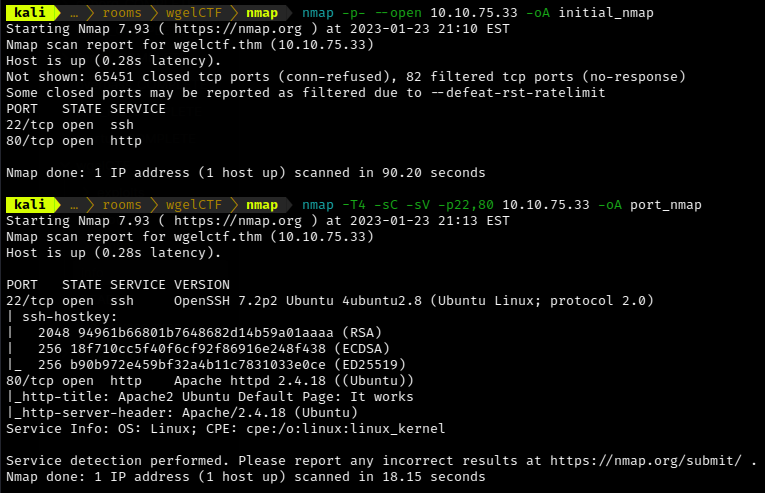 kali … rooms wgelCTF nmap nmap -p- --open 10.10.75.33 -oA initial_nmap
Starting Nmap 7.93 ( https://nmap.org ) at 2023-01-23 21:10 EST
Nmap scan report for wgelctf.thm (10.10.75.33)
Host is up (0.28s latency).
Not shown: 65451 closed tcp ports (conn-refused), 82 filtered tcp ports (no-response)
Some closed ports may be reported as filtered due to --defeat-rst-ratelimit
PORT   STATE SERVICE
22/tcp open  ssh
80/tcp open  http
Nmap done: 1 IP address (1 host up) scanned in 90.20 seconds
kali … rooms wgelCTF nmap nmap -T4 -sC -sV -p22,80 10.10.75.33 -oA port_nmap
Starting Nmap 7.93 ( https://nmap.org ) at 2023-01-23 21:13 EST
Nmap scan report for wgelctf.thm (10.10.75.33)
Host is up (0.28s latency).
PORT   STATE SERVICE VERSION
22/tcp open  ssh     OpenSSH 7.2p2 Ubuntu 4ubuntu2.8 (Ubuntu Linux; protocol 2.0)
| ssh-hostkey:
|   2048 94961b66801b7648682d14b59a01aaaa (RSA)
|   256 18f710cc5f40f6cf92f86916e248f438 (ECDSA)
|_  256 b90b972e459bf32a4b11c7831033e0ce (ED25519)
80/tcp open  http    Apache httpd 2.4.18 ((Ubuntu))
|_http-title: Apache2 Ubuntu Default Page: It works
|_http-server-header: Apache/2.4.18 (Ubuntu)
Service Info: OS: Linux; CPE: cpe:/o:linux:linux_kernel
Service detection performed. Please report any incorrect results at https://nmap.org/submit/ .
Nmap done: 1 IP address (1 host up) scanned in 18.15 seconds